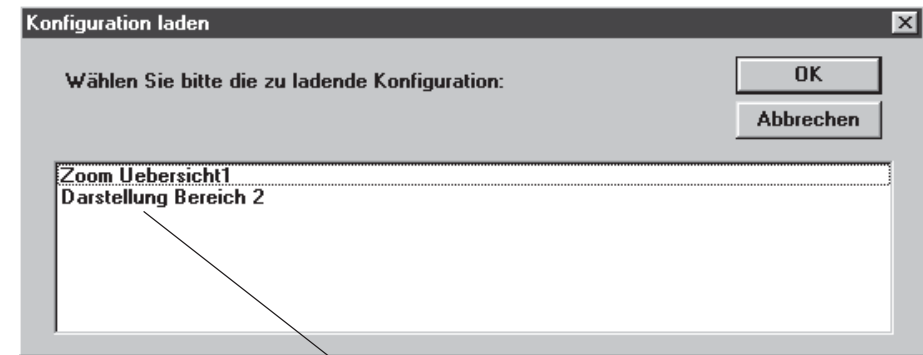 Konfiguration laden
Wählen Sie bitte die zu ladende Konfiguration:
OK
Abbrechen
Zoom Uebersicht1
Darstellung Bereich 2